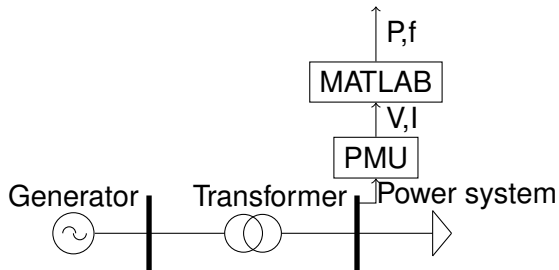 P,f
MATLAB
V,I
PMU
Generator
Transformer
Power system